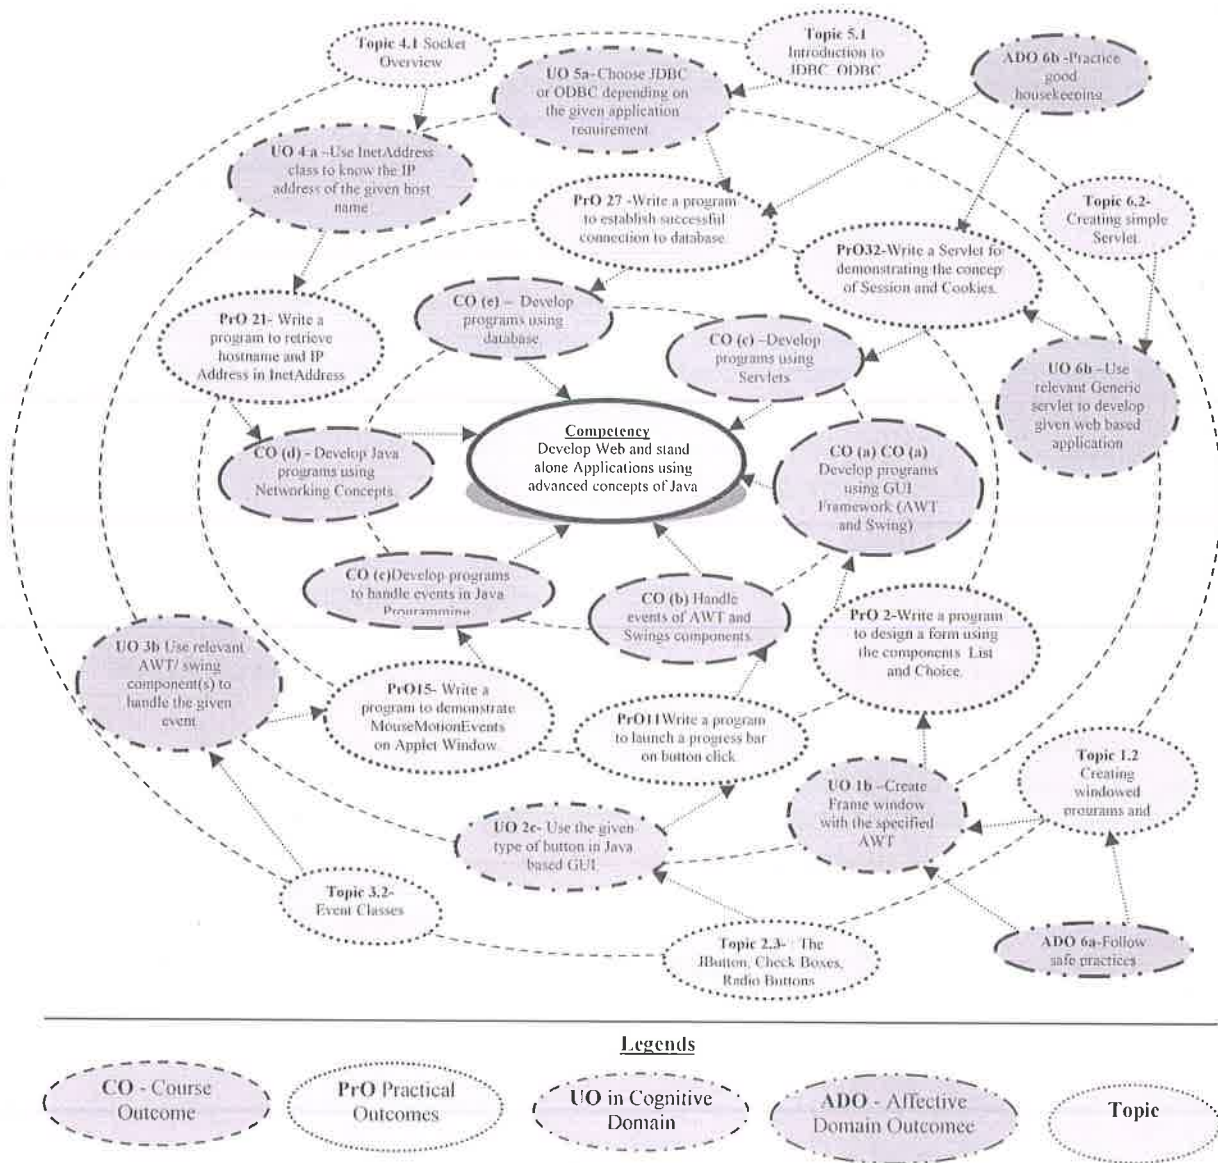 Topic 4.1 Socket
Overview
Topic 5.1
Introduction to
JDBC, ODBC
ADO 6b -Practice
good
housekeeping
UO 5a-Choose JDBC
or ODBC depending on
the given application
requirement
UO 4 a –Use InetAddress
class to know the IP
address of the given host
name
PrO 27 -Write a program
to establish successful
connection to database.
Topic 6.2-
Creating simple
Servlet.
PrO32-Write a Servlet fo
demonstrating the concep
of Session and Cookies.
PrO 21- Write a
program to retrieve
hostname and IP
Address in InetAddress
CO (e) – Develop
programs using
database
CO (c) –Develop
programs using
Servlets
UO 6b –Use
relevant Generic
servlet to develop
given web based
application
Competency
Develop Web and stand
alone Applications using
advanced concepts of Java
CO (d) - Develop Java
programs using
Networking Concepts
CO (a) CO (a)
Develop programs
using GUI
Framework (AWT
and Swing)
CO (c)Develop programs
to handle events in Java
Programming
CO (b) Handle
events of AWT and
Swings components.
PrO 2-Write a program
to design a form using
the components List
and Choice.
UO 3b Use relevant
AWT/ swing
component(s) to
handle the given
event
PrO15- Write a
program to demonstrate
MouseMotionEvents
on Applet Window
PrO11Write a program
to launch a progress bar
on button click.
Topic 1.2
Creating
windowed
programs and
UO 1b –Create
Frame window
with the specified
AWT
UO 2c- Use the given
type of button in Java
based GUI
Topic 3.2-
Event Classes
Topic 2.3- : The
JButton, Check Boxes,
Radio Buttons
ADO 6a-Follow
safe practices
Legends
CO - Course
Outcome
PrO Practical
Outcomes
UO in Cognitive
Domain
ADO - Affective
Domain Outcomee
Topic